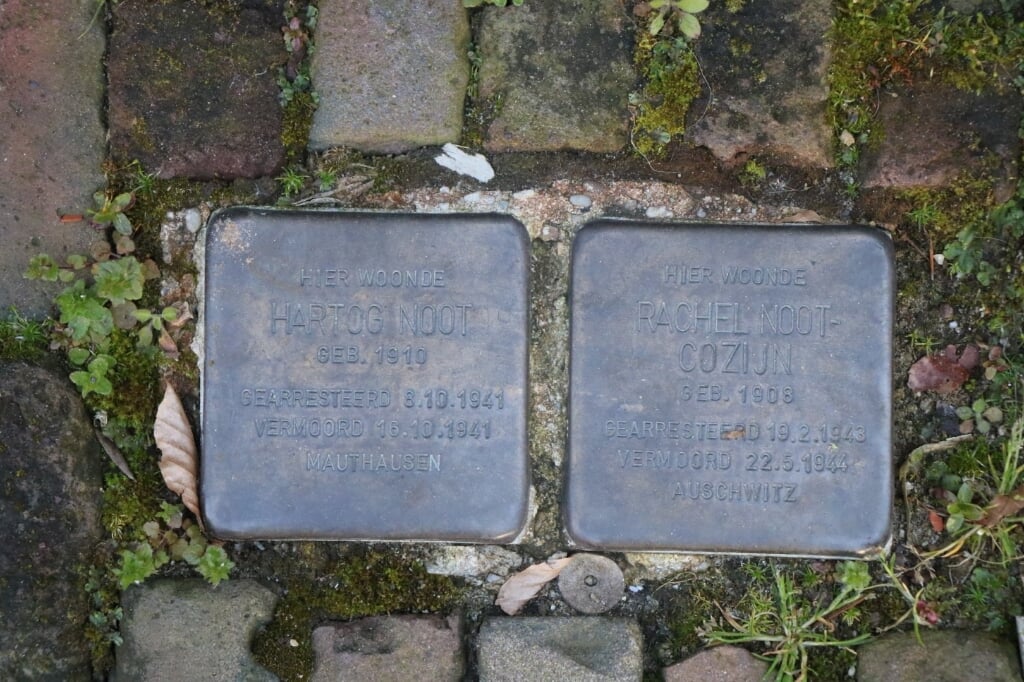 HIER WOONDE
HARTOG NOOT
GEB. 1910
GEARRESTEERD 8.10.1941
VERMOORD 16.10.1941
MAUTHAUSEN
HIER WOONDE
RACHEL NOOT-
COZIJN
GEB. 1908
GEARRESTEERD 19.2.1943
VERMOORD 22.5.1944
AUSCHWITZ